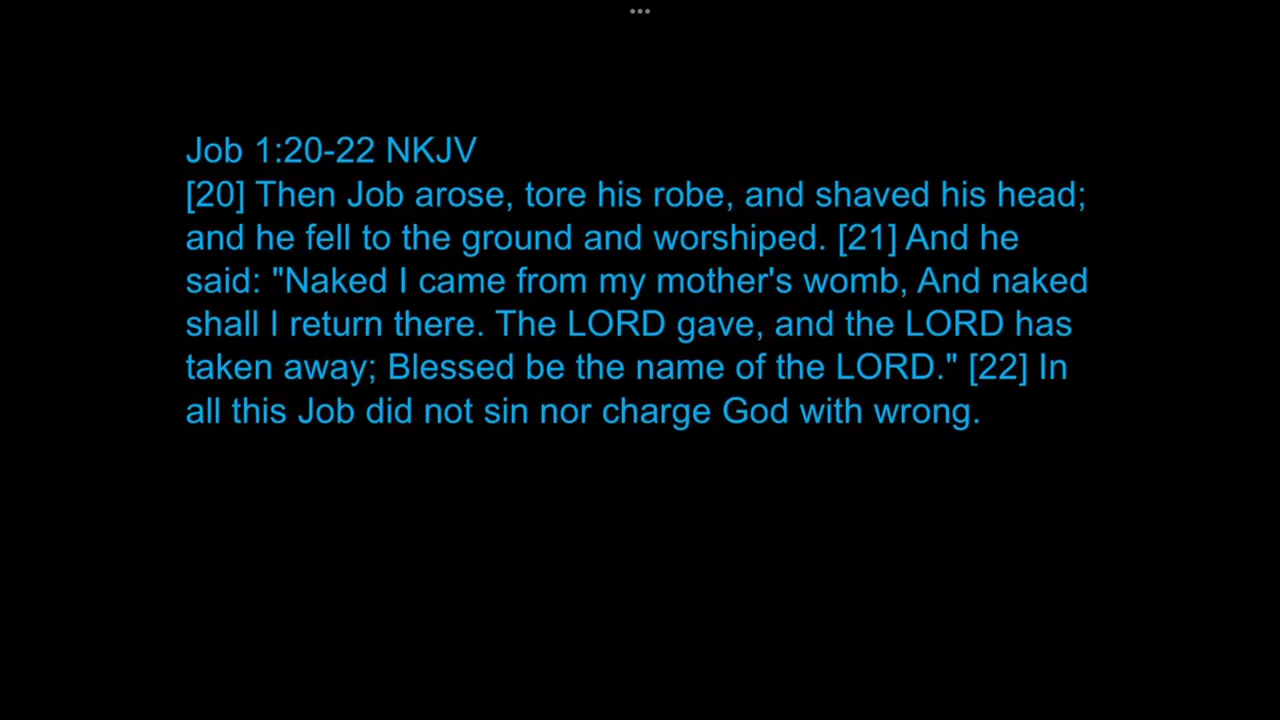 Job 1:20-22 NKJV
[20] Then Job arose, tore his robe, and shaved his head;
and he fell to the ground and worshiped. [21] And he
said: "Naked I came from my mother's womb, And naked
shall I return there. The LORD gave, and the LORD has
taken away; Blessed be the name of the LORD." [22] In
all this Job did not sin nor charge God with wrong.